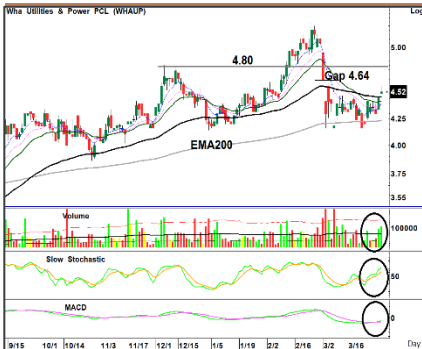 Wha Utilities & Power PCL (WHAUP)
Log
5.00
4.80
Gap 4.64
4.52
4.25
EMA200
4.00
3.75
3.55
Volume
100000
Slow Stochastic
50
MACD
0
9/15 10/1 10/14 11/3 11/17 12/1 12/15 1/5 1/19 2/2 2/16 3/2 3/16 Day